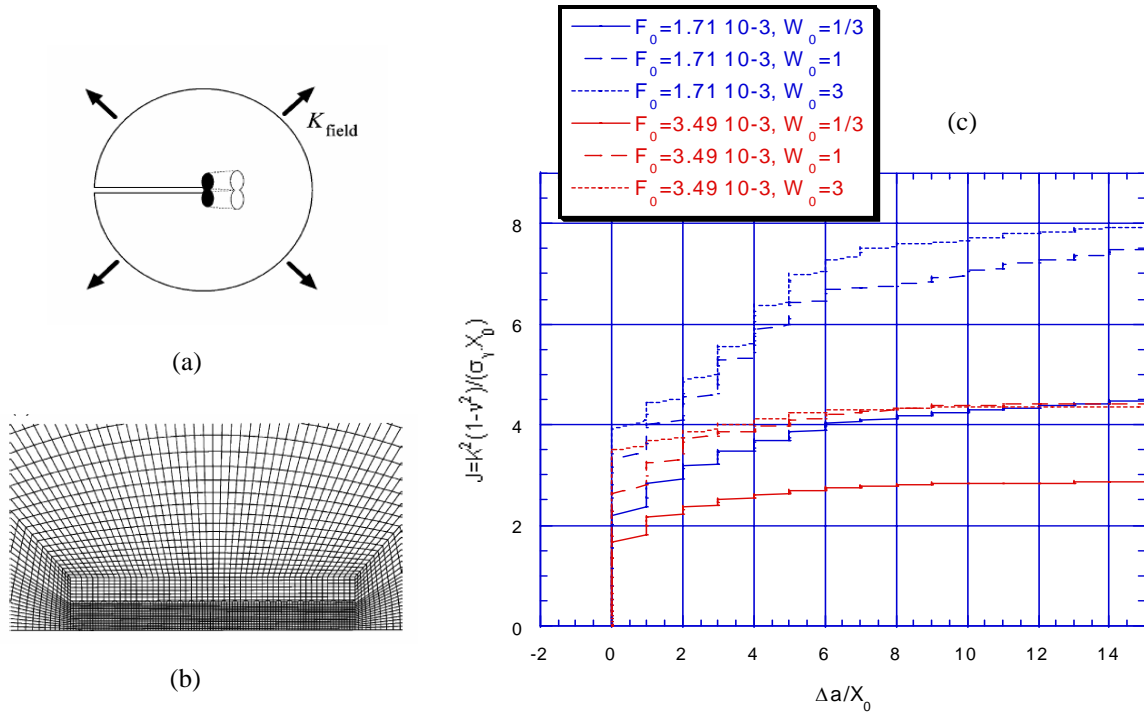 K field
(a)
(b)
F0=1.71 10-3, W0=1/3
F0=1.71 10-3, W0=1
F0=1.71 10-3, W0=3
F0=3.49 10-3, W0=1/3
F0=3.49 10-3, W0=1
F0=3.49 10-3, W0=3
(c)
8
6
4
2
0
J=K²(1-ν²)/(σY.X0)
-2 0 2 4 6 8 10 12 14
Δa/X0